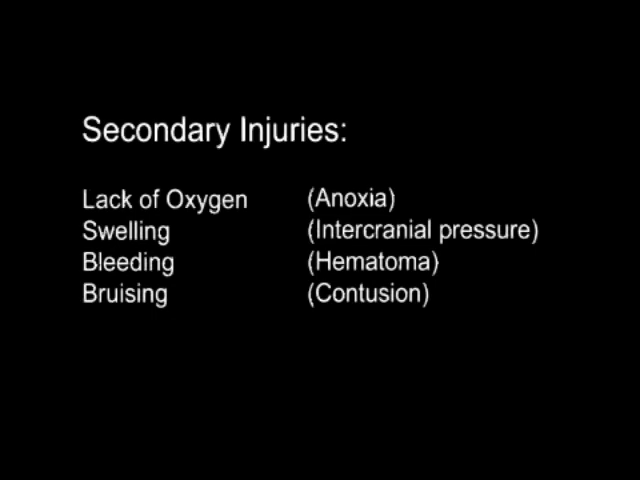 Secondary Injuries:
Lack of Oxygen (Anoxia)
Swelling (Intercranial pressure)
Bleeding (Hematoma)
Bruising (Contusion)